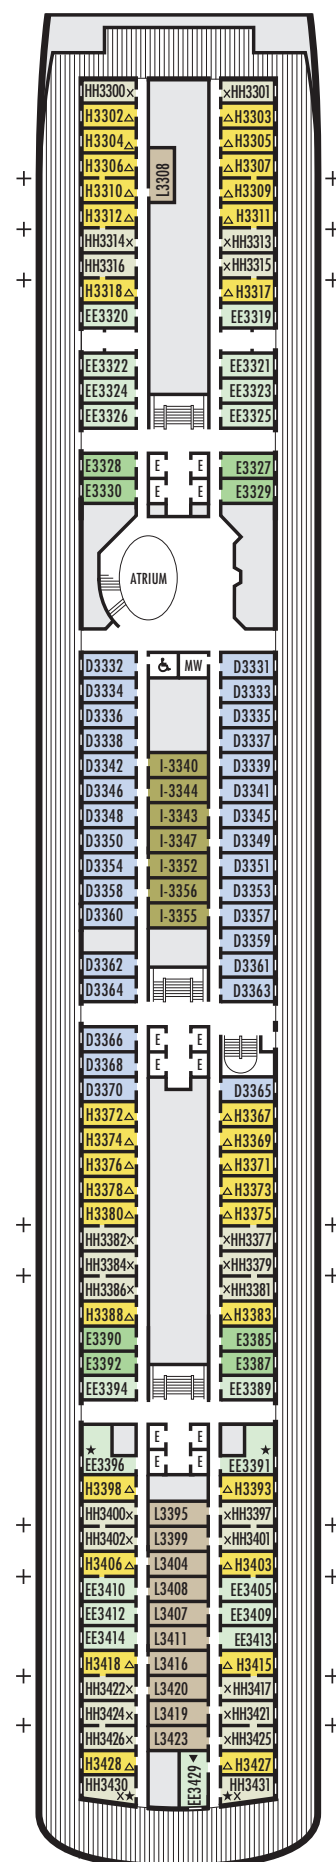 HH3300× ×HH3301
H3302△ △H3303
H3304△ △H3305
L3308
H3306△ △H3307
H3310△ △H3309
H3312△ △H3311
HH3314× ×HH3313
HH3316 ×HH3315
H3318△ △H3317
EE3320 EE3319
EE3322 EE3321
EE3324 EE3323
EE3326 EE3325
E3328 E E E3327
E3330 E E E3329
ATRIUM
D3332 MW D3331
D3334 D3333
D3336 D3335
D3338 D3337
D3342 I-3340 D3339
D3346 I-3344 D3341
D3348 I-3343 D3345
D3350 I-3347 D3349
D3354 I-3352 D3351
D3358 I-3356 D3353
D3360 I-3355 D3357
D3359
D3362 D3361
D3364 D3363
D3366 E E
D3368 E E
D3370 D3365
H3372△ △H3367
H3374△ △H3369
H3376△ △H3371
H3378△ △H3373
H3380△ △H3375
HH3382× ×HH3377
HH3384× ×HH3379
HH3386× ×HH3381
H3388△ △H3383
E3390 E3385
E3392 E3387
EE3394 EE3389
E E
★ ★
EE3396 E E EE3391
H3398△ △H3393
HH3400× L3395 ×HH3397
HH3402× L3399 ×HH3401
H3406△ L3404 △H3403
EE3410 L3408 EE3405
EE3412 L3407 EE3409
EE3414 L3411 EE3413
H3418△ L3416 △H3415
HH3422× L3420 ×HH3417
HH3424× L3419 ×HH3421
HH3426× L3423 ×HH3425
H3428△ EE3429▲ △H3427
HH3430 HH3431
×★ ★×